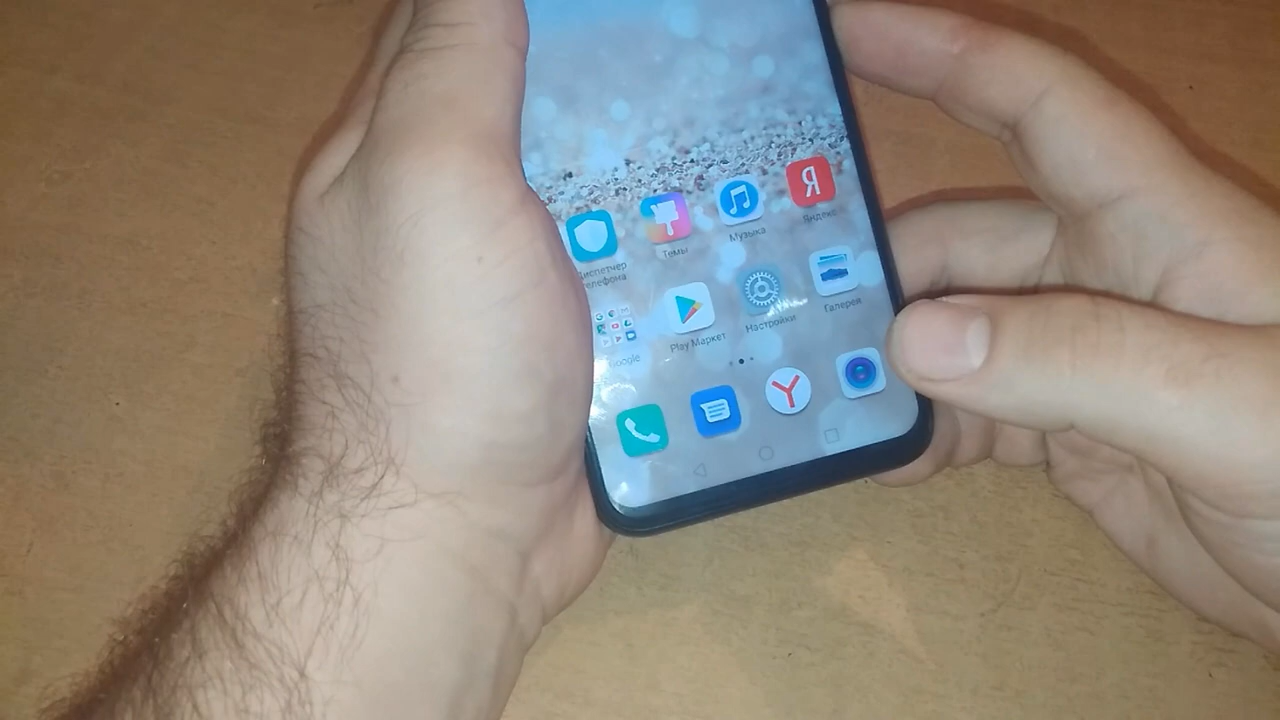 Диспетчер
телефона
Темы
Музыка
Яндекс
Я
Google
Play Маркет
Настройки
Галерея
Y